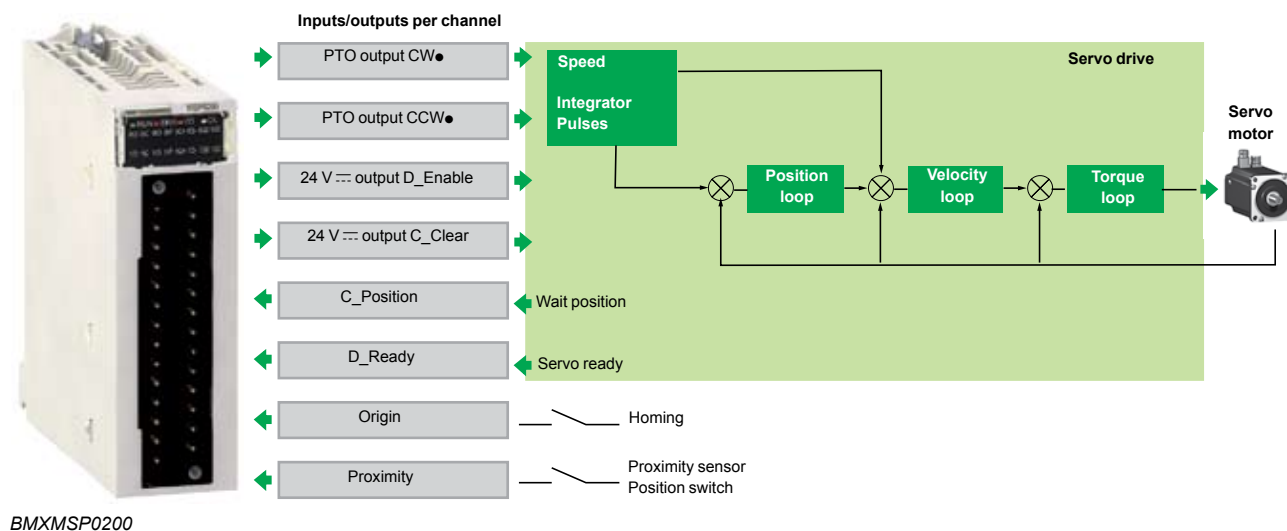 Inputs/outputs per channel
PTO output CW●
PTO output CCW●
24 V ⎓ output D_Enable
24 V ⎓ output C_Clear
C_Position
D_Ready
Origin
Proximity
Servo drive
Speed
Integrator
Pulses
Position
loop
Velocity
loop
Torque
loop
Servo
motor
Wait position
Servo ready
Homing
Proximity sensor
Position switch
BMXMSP0200